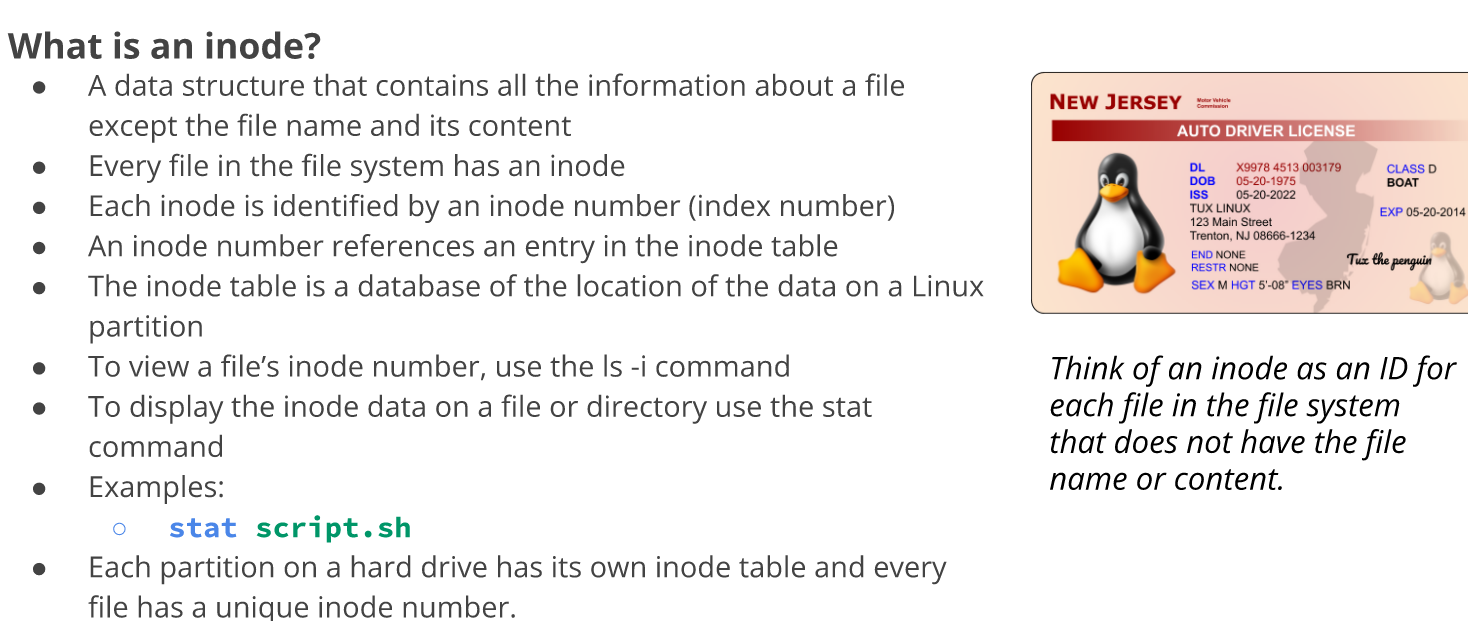 What is an inode?
● A data structure that contains all the information about a file
except the file name and its content
● Every file in the file system has an inode
● Each inode is identified by an inode number (index number)
● An inode number references an entry in the inode table
● The inode table is a database of the location of the data on a Linux
partition
● To view a file’s inode number, use the ls -i command
● To display the inode data on a file or directory use the stat
command
● Examples:
○ stat script.sh
● Each partition on a hard drive has its own inode table and every
file has a unique inode number.
NEW JERSEY
Motor Vehicle
Commission
AUTO DRIVER LICENSE
DL X9978 4513 003179
DOB 05-20-1975
ISS 05-20-2022
TUX LINUX
123 Main Street
Trenton, NJ 08666-1234
END NONE
RESTR NONE
SEX M HGT 5'-08" EYES BRN
CLASS D
BOAT
EXP 05-20-2014
Tux the penguin
Think of an inode as an ID for
each file in the file system
that does not have the file
name or content.